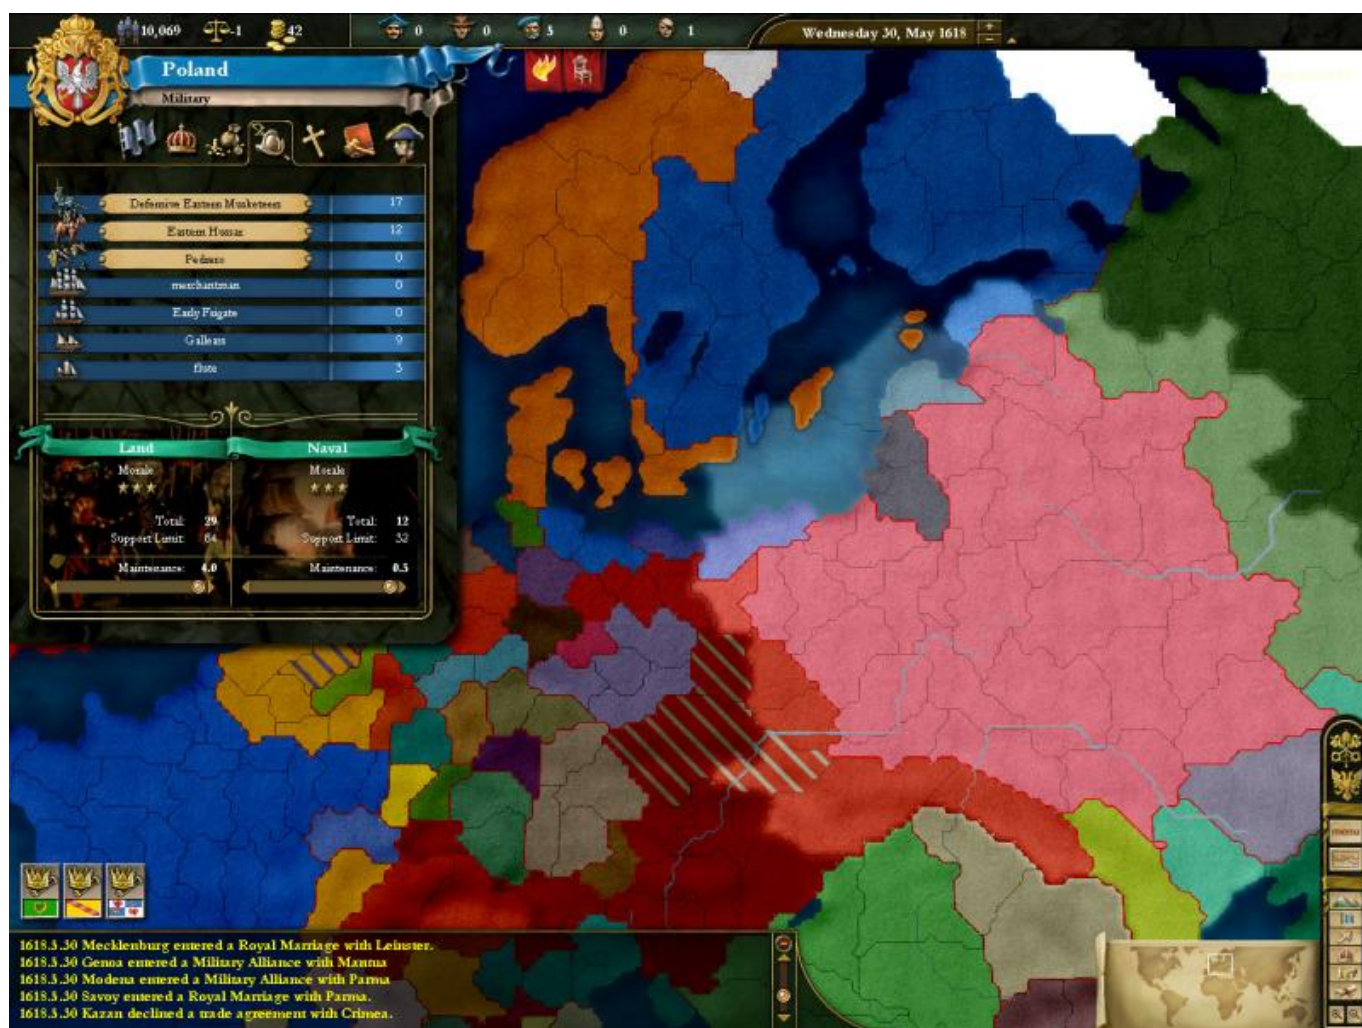 10,069 -1 42 0 0 3 0 1 Wednesday 30, May 1618
Poland
Military
Defensive Eastern Musketeers 17
Eastern Hussar 12
Pedrero 0
merchantman 0
Early Frigate 0
Galleass 9
flute 3
Land Naval
Morale Morale
Total: 29 Total: 12
Support Limit: 64 Support Limit: 32
Maintenance: 4.0 Maintenance: 0.5
menu
1618.5.30 Mecklenburg entered a Royal Marriage with Leinster.
1618.5.30 Genoa entered a Military Alliance with Mantua
1618.5.30 Modena entered a Military Alliance with Parma
1618.5.30 Savoy entered a Royal Marriage with Parma.
1618.5.30 Kazan declined a trade agreement with Crimea.